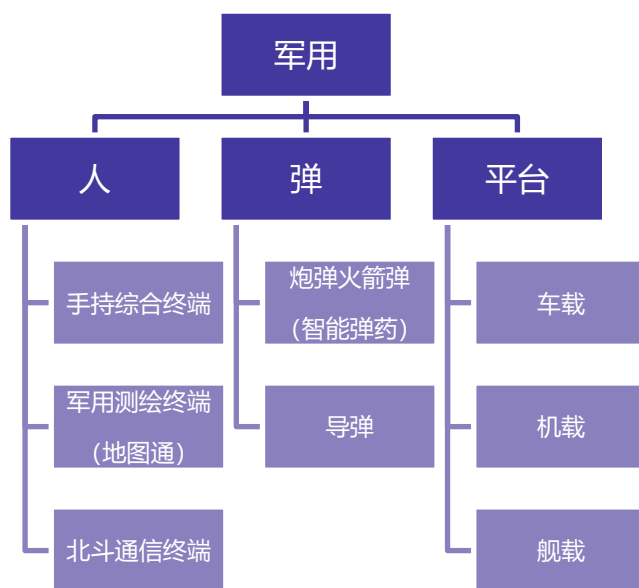 军用
人
弹
平台
手持综合终端
军用测绘终端
（地图通）
北斗通信终端
炮弹火箭弹
（智能弹药）
导弹
车载
机载
舰载